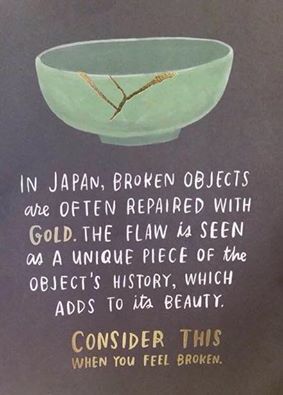 IN JAPAN, BROKEN OBJECTS
are OFTEN REPAIRED WITH
GOLD. THE FLAW is SEEN
as A UNIQUE PIECE OF the
OBJECT'S HISTORY, WHICH
ADDS TO its BEAUTY.
CONSIDER THIS
WHEN YOU FEEL BROKEN.